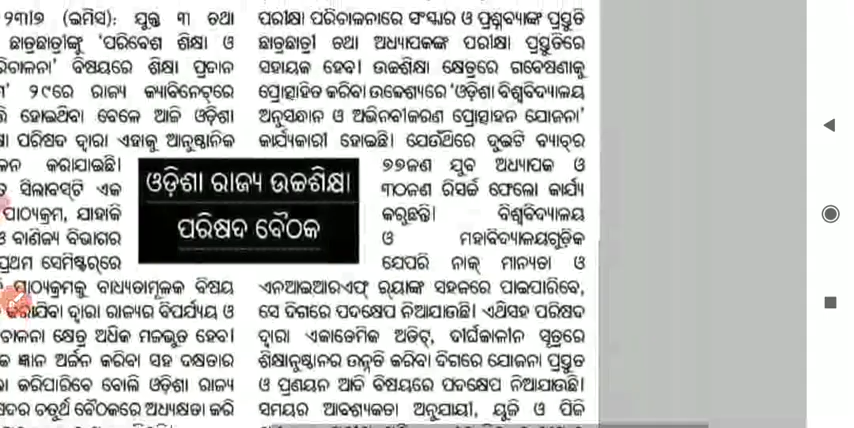 ୨୩।୭ (ଇମିସ): ଯୁକ୍ତ ୩ ତଥା
ଛାତ୍ରଛାତ୍ରୀଙ୍କୁ 'ପରିବେଶ ଶିକ୍ଷା ଓ
ବିଷୟରେ ଶିକ୍ଷା ପ୍ରଦାନ
୨୯ରେ ରାଜ୍ୟ କ୍ୟାବିନେଟ୍‌ରେ
ହୋଇଥିବା ବେଳେ ଆଜି ଓଡ଼ିଶା
ପରିଷଦ ଦ୍ୱାରା ଏହାକୁ ଆନୁଷ୍ଠାନିକ
କରାଯାଇଛି।
ସିଲାବସ୍‌ଟି ଏକ
ପାଠ୍ୟକ୍ରମ, ଯାହାକି
ଓ ବାଣିଜ୍ୟ ବିଭାଗର
ପ୍ରଥମ ସେମିଷ୍ଟର୍‌ରେ
ପାଠ୍ୟକ୍ରମକୁ ବାଧ୍ୟତାମୂଳକ ବିଷୟ
କରାଯିବା ଦ୍ୱାରା ରାଜ୍ୟର ବିପର୍ଯ୍ୟୟ ଓ
କ୍ଷେତ୍ର ଅଧିକ ମଜଭୁତ ହେବ।
ଜ୍ଞାନ ଅର୍ଜନ କରିବା ସହ ଦକ୍ଷତାର
କରିପାରିବେ ବୋଲି ଓଡ଼ିଶା ରାଜ୍ୟ
ଚତୁର୍ଥ ବୈଠକରେ ଅଧ୍ୟକ୍ଷତା କରି
ଓଡ଼ିଶା ରାଜ୍ୟ ଉଚ୍ଚଶିକ୍ଷା
ପରିଷଦ ବୈଠକ
ପରୀକ୍ଷା ପରିଚାଳନାରେ ସଂସ୍କାର ଓ ପ୍ରଶ୍ନବ୍ୟାଙ୍କ ପ୍ରସ୍ତୁତି
ଛାତ୍ରଛାତ୍ରୀ ତଥା ଅଧ୍ୟାପକଙ୍କ ପରୀକ୍ଷା ପ୍ରସ୍ତୁତିରେ
ସହାୟକ ହେବ। ଉଚ୍ଚଶିକ୍ଷା କ୍ଷେତ୍ରରେ ଗବେଷଣାକୁ
ପ୍ରୋତ୍ସାହିତ କରିବା ଉଦ୍ଦେଶ୍ୟରେ 'ଓଡ଼ିଶା ବିଶ୍ୱବିଦ୍ୟାଳୟ
ଅନୁସନ୍ଧାନ ଓ ଅଭିନବୀକରଣ ପ୍ରୋତ୍ସାହନ ଯୋଜନା'
କାର୍ଯ୍ୟକାରୀ ହୋଇଛି। ଯେଉଁଥିରେ ଦୁଇଟି ବ୍ୟାଚ୍‌ର
୭୭ଜଣ ଯୁବ ଅଧ୍ୟାପକ ଓ
୩୦ଜଣ ରିସର୍ଚ୍ଚ ଫେଲୋ କାର୍ଯ୍ୟ
କରୁଛନ୍ତି। ବିଶ୍ୱବିଦ୍ୟାଳୟ
ଓ ମହାବିଦ୍ୟାଳୟଗୁଡ଼ିକ
ଯେପରି ନାକ୍ ମାନ୍ୟତା ଓ
ଏନଆଇଆରଏଫ୍ ର୍‌ୟାଙ୍କ ସହଜରେ ପାଇପାରିବେ,
ସେ ଦିଗରେ ପଦକ୍ଷେପ ନିଆଯାଉଛି। ଏଥିସହ ପରିଷଦ
ଦ୍ୱାରା ଏକାଡେମିକ ଅଡିଟ୍, ଦୀର୍ଘକାଳୀନ ସୂତ୍ରରେ
ଶିକ୍ଷାନୁଷ୍ଠାନର ଉନ୍ନତି କରିବା ଦିଗରେ ଯୋଜନା ପ୍ରସ୍ତୁତ
ଓ ପ୍ରଣୟନ ଆଦି ବିଷୟରେ ପଦକ୍ଷେପ ନିଆଯାଉଛି।
ସମୟର ଆବଶ୍ୟକତା ଅନୁଯାୟୀ, ୟୁଜି ଓ ପିଜି